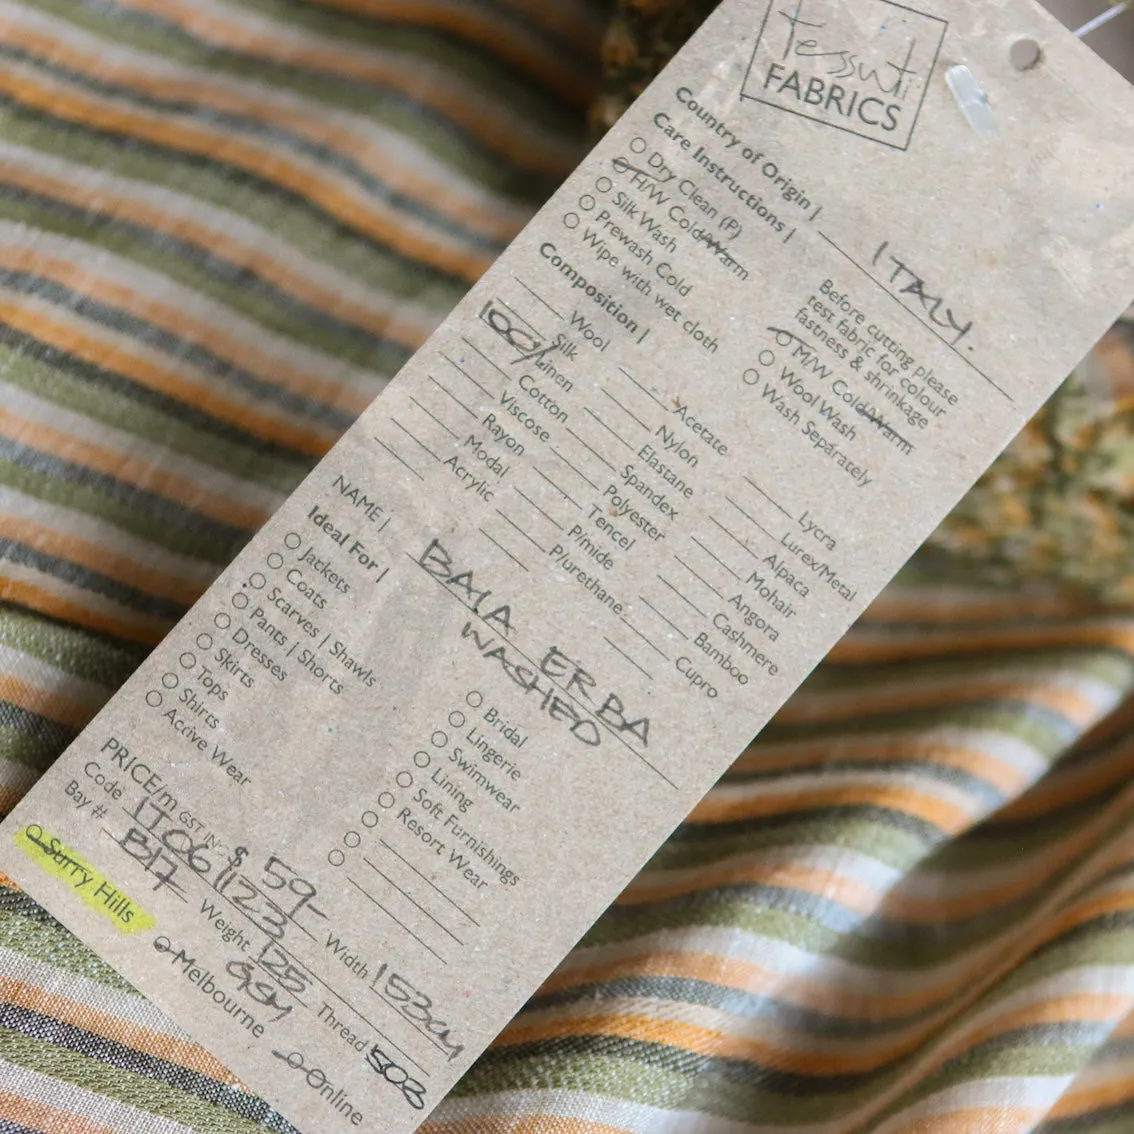 tessuti
FABRICS
Country of Origin | ITALY.
Care Instructions |
Dry Clean (P)
H/W Cold/Warm
Silk Wash
Prewash Cold
Wipe with wet cloth
Before cutting please
test fabric for colour
fastness & shrinkage
M/W Cold/Warm
Wool Wash
Wash Separately
Composition |
Wool
Silk
100% Linen
Cotton
Viscose
Rayon
Modal
Acrylic
Acetate
Nylon
Elastane
Spandex
Polyester
Tencel
P/mide
P/urethane
Lycra
Lurex/Metal
Alpaca
Mohair
Angora
Cashmere
Bamboo
Cupro
NAME | BAIA ERBA
WASHED
Ideal For |
Jackets
Coats
Scarves | Shawls
Pants | Shorts
Dresses
Skirts
Tops
Shirts
Active Wear
Bridal
Lingerie
Swimwear
Lining
Soft Furnishings
Resort Wear
PRICE/m GST IN- $ 59- Width 153cm
Code IT061123
Bay # B17 Weight 125 GSM Thread 503
Surry Hills Melbourne Online